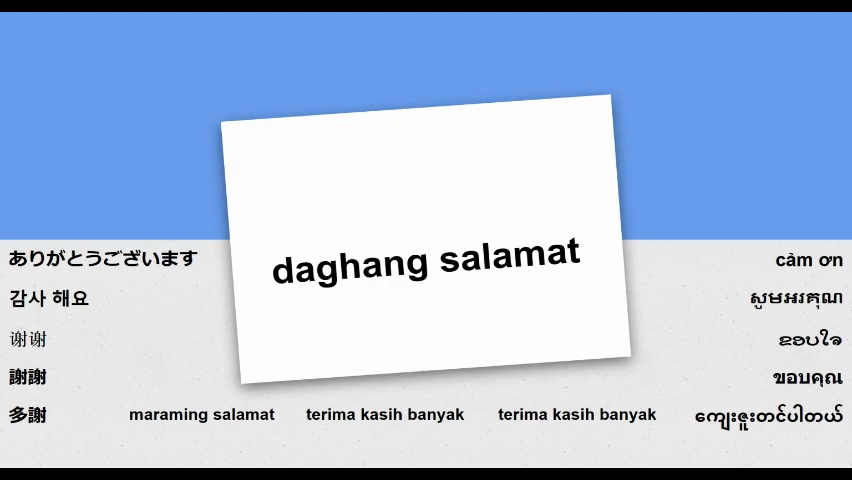 daghang salamat
ありがとうございます
cảm ơn
감사 해요
សូមអរគុណ
谢谢
ຂອບໃຈ
謝謝
ขอบคุณ
多謝
maraming salamat
terima kasih banyak
terima kasih banyak
ကျေးဇူးတင်ပါတယ်